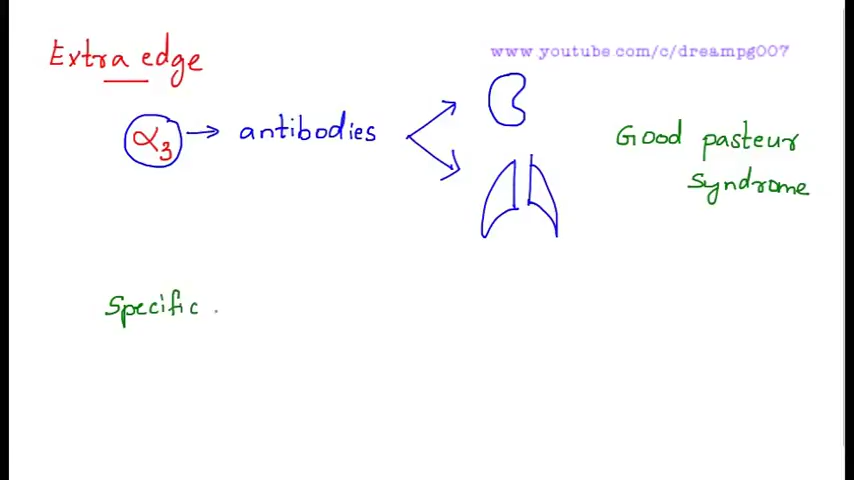 Extra edge
www.youtube.com/c/dreampg007
α3 → antibodies
Good pasteur
syndrome
Specific